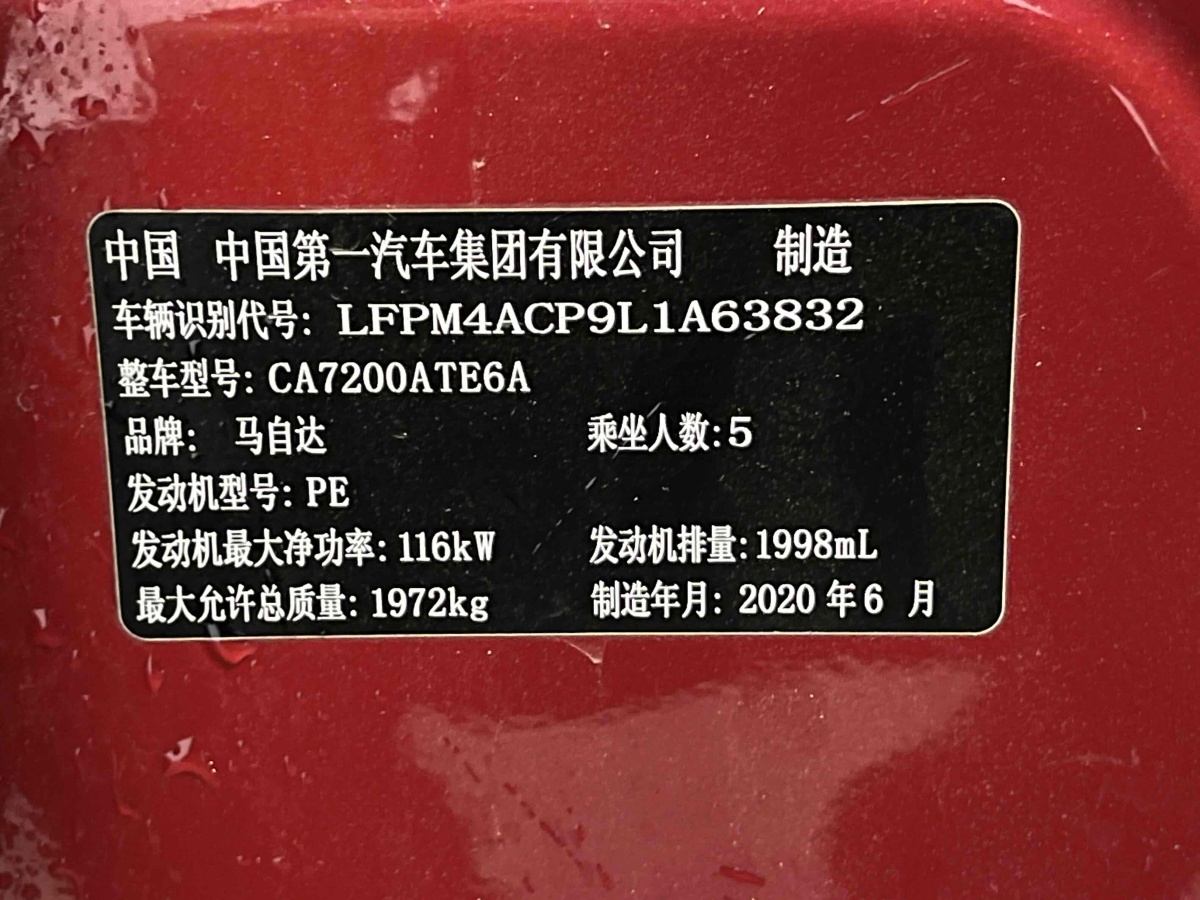 中国 中国第一汽车集团有限公司 制造
车辆识别代号: LFPM4ACP9L1A63832
整车型号: CA7200ATE6A
品牌: 马自达 乘坐人数: 5
发动机型号: PE
发动机最大净功率: 116kW 发动机排量: 1998mL
最大允许总质量: 1972kg 制造年月: 2020 年 6 月